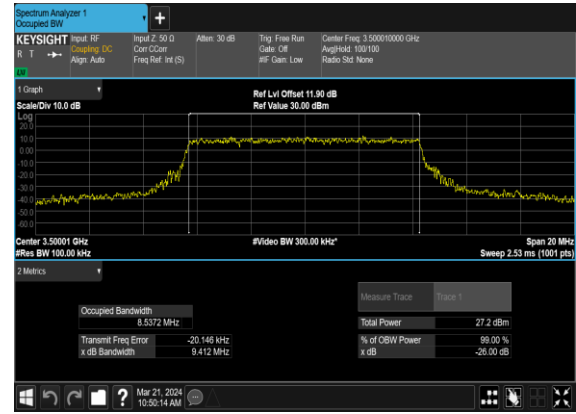 Spectrum Analyzer 1
Occupied BW
KEYSIGHT Input: RF Input Z: 50 Ω Atten: 30 dB Trig: Free Run Center Freq: 3.500010000 GHz
R T Coupling: DC Corr CCorr Gate: Off Avg|Hold: 100/100
Align: Auto Freq Ref: Int (S) #IF Gain: Low Radio Std: None
1 Graph
Scale/Div 10.0 dB
Ref Lvl Offset 11.90 dB
Ref Value 30.00 dBm
Log
20.0
10.0
0.00
-10.0
-20.0
-30.0
-40.0
-50.0
-60.0
Center 3.50001 GHz #Video BW 300.00 kHz* Span 20 MHz
#Res BW 100.00 kHz Sweep 2.53 ms (1001 pts)
2 Metrics
Measure Trace Trace 1
Occupied Bandwidth
8.5372 MHz
Total Power 27.2 dBm
Transmit Freq Error -20.146 kHz % of OBW Power 99.00 %
x dB Bandwidth 9.412 MHz x dB -26.00 dB
Mar 21, 2024
10:50:14 AM